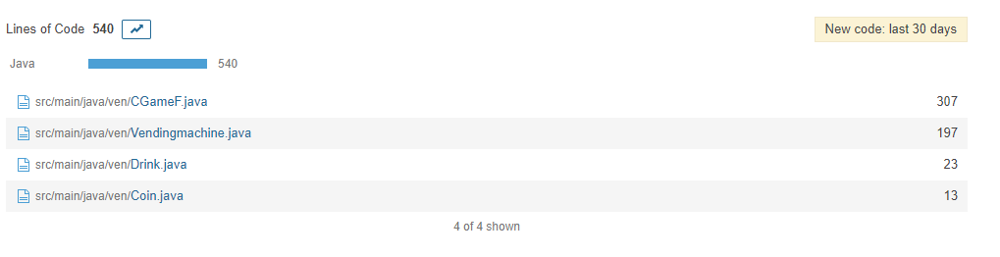 Lines of Code 540 New code: last 30 days
Java 540
src/main/java/ven/CGameF.java 307
src/main/java/ven/Vendingmachine.java 197
src/main/java/ven/Drink.java 23
src/main/java/ven/Coin.java 13
4 of 4 shown